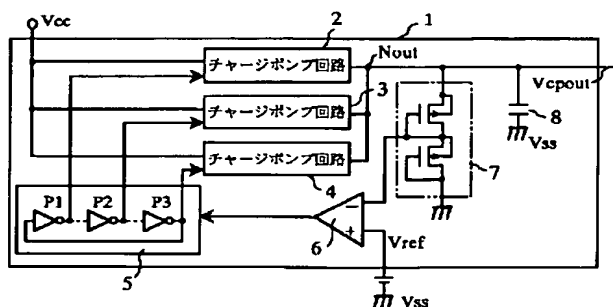 Vcc
2
1
チャージポンプ回路
Nout
3
チャージポンプ回路
Vcpout
8
Vss
チャージポンプ回路
4
7
P1
P2
P3
−
+
6
Vref
5
Vss